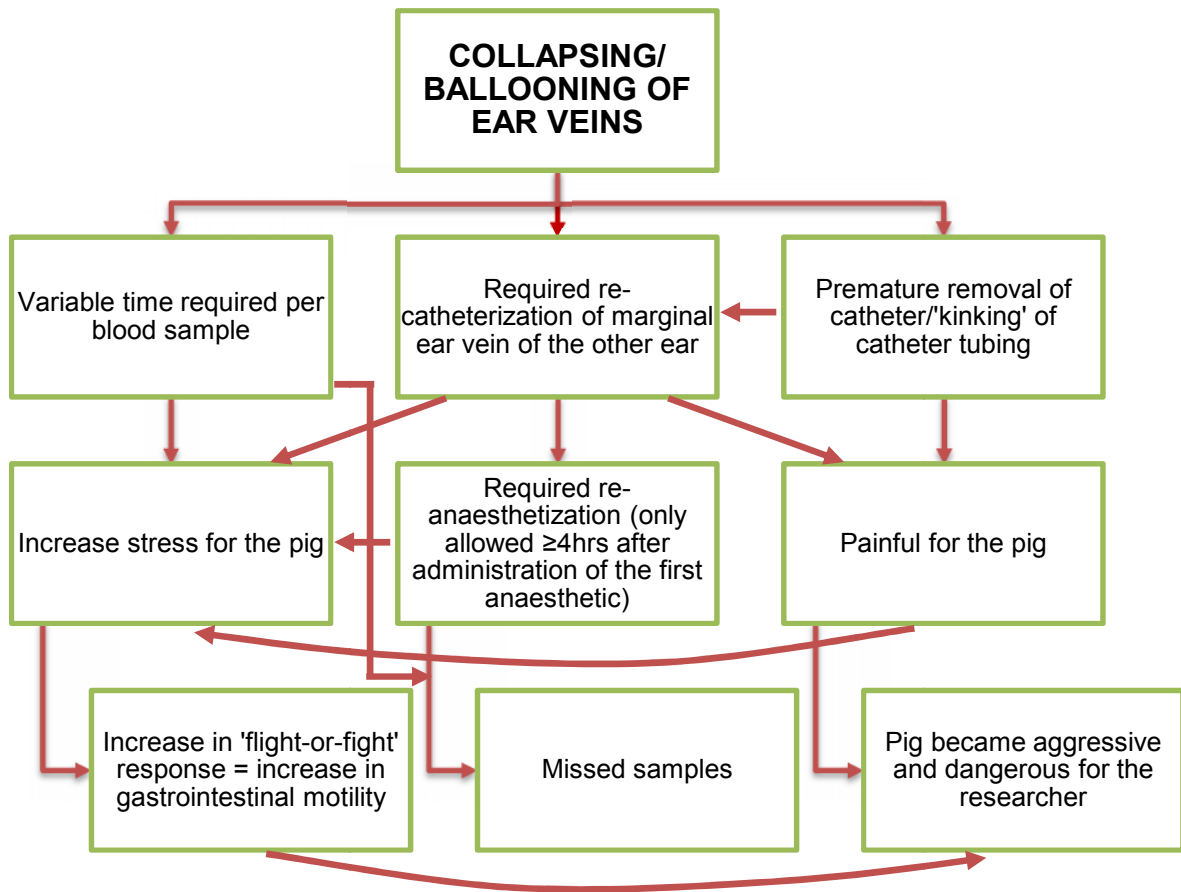 COLLAPSING/
BALLOONING OF
EAR VEINS
Variable time required per
blood sample
Required re-
catheterization of marginal
ear vein of the other ear
Premature removal of
catheter/'kinking' of
catheter tubing
Increase stress for the pig
Required re-
anaesthetization (only
allowed ≥4hrs after
administration of the first
anaesthetic)
Painful for the pig
Increase in 'flight-or-fight'
response = increase in
gastrointestinal motility
Missed samples
Pig became aggressive
and dangerous for the
researcher